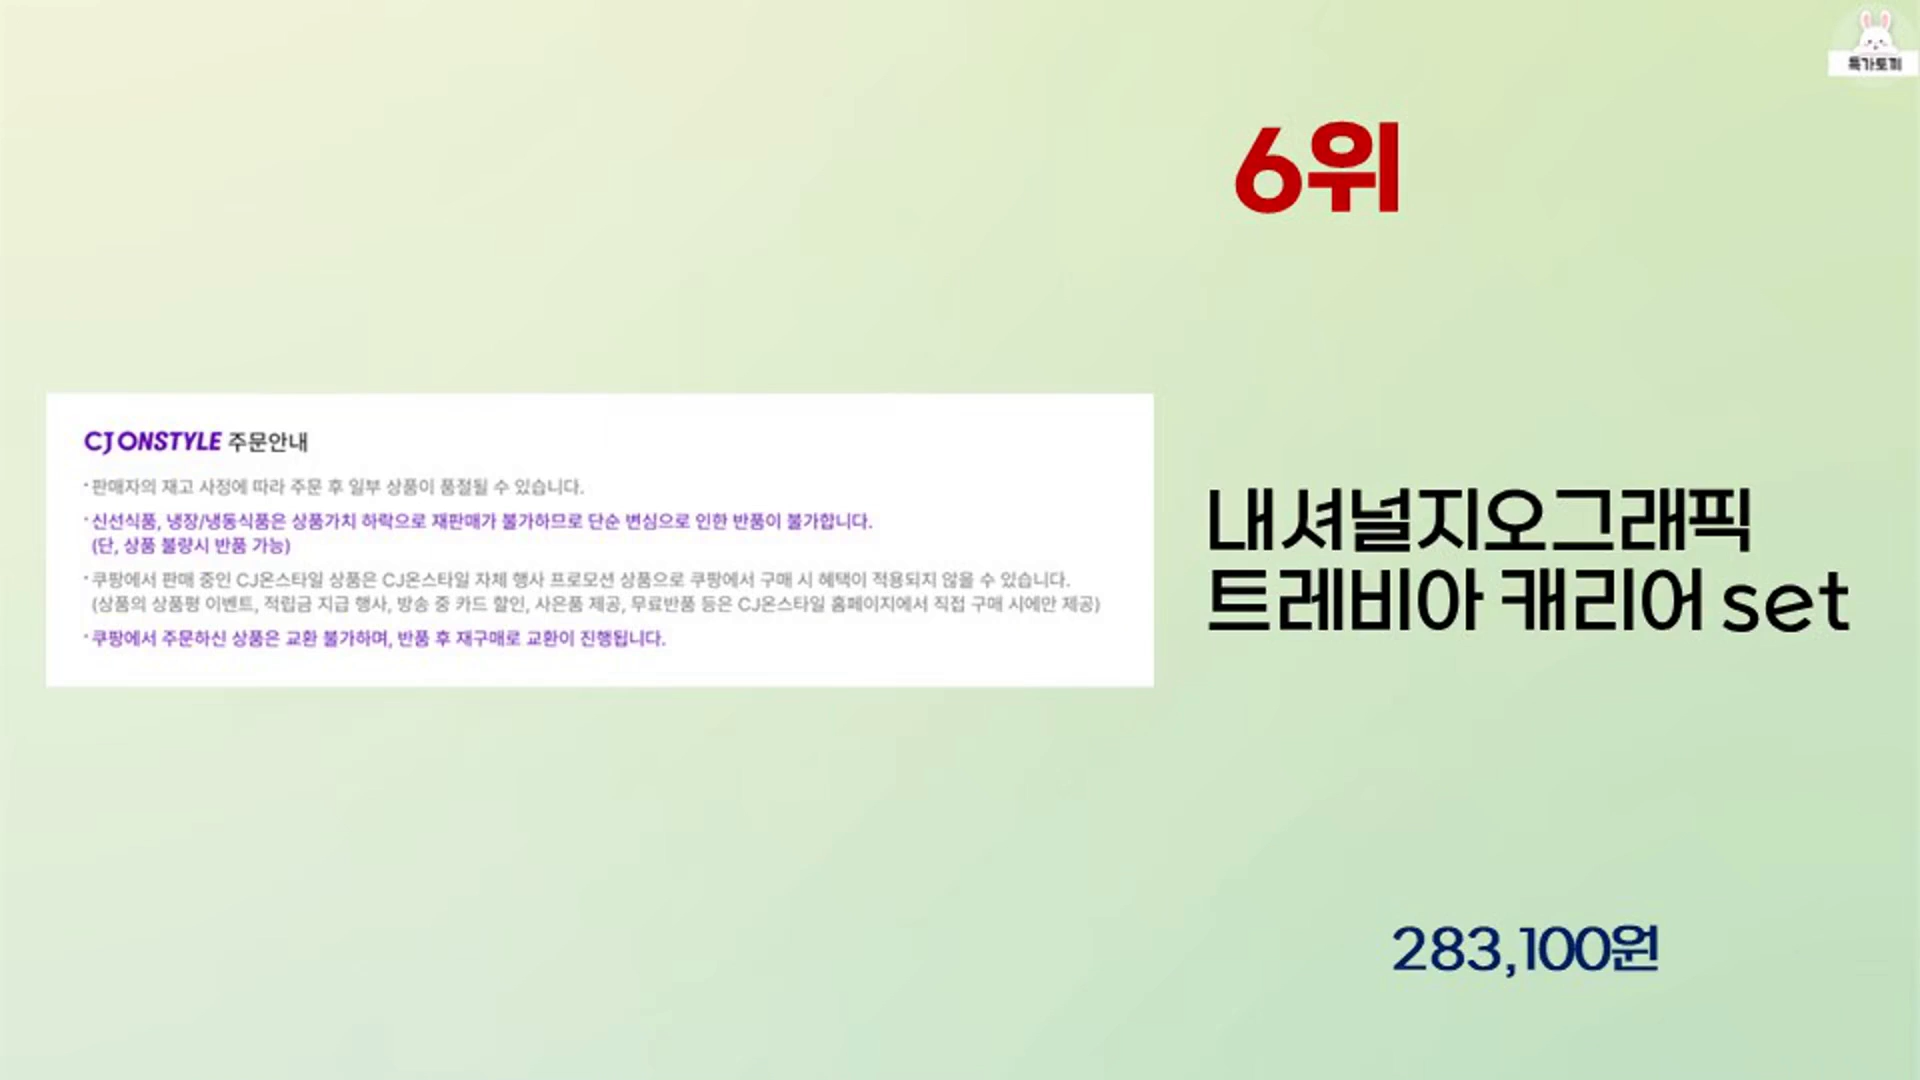 특가토끼
6위
CJ ONSTYLE 주문안내
· 판매자의 재고 사정에 따라 주문 후 일부 상품이 품절될 수 있습니다.
· 신선식품, 냉장/냉동식품은 상품가치 하락으로 재판매가 불가하므로 단순 변심으로 인한 반품이 불가합니다.
(단, 상품 불량시 반품 가능)
· 쿠팡에서 판매 중인 CJ온스타일 상품은 CJ온스타일 자체 행사 프로모션 상품으로 쿠팡에서 구매 시 혜택이 적용되지 않을 수 있습니다.
(상품의 상품평 이벤트, 적립금 지급 행사, 방송 중 카드 할인, 사은품 제공, 무료반품 등은 CJ온스타일 홈페이지에서 직접 구매 시에만 제공)
· 쿠팡에서 주문하신 상품은 교환 불가하며, 반품 후 재구매로 교환이 진행됩니다.
내셔널지오그래픽
트레비아 캐리어 set
283,100원